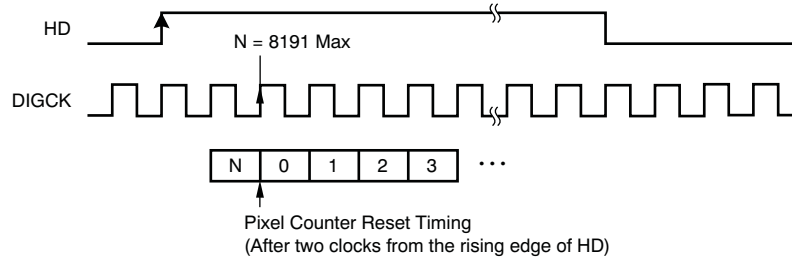 HD
N = 8191 Max
DIGCK
N 0 1 2 3 ···
Pixel Counter Reset Timing
(After two clocks from the rising edge of HD)